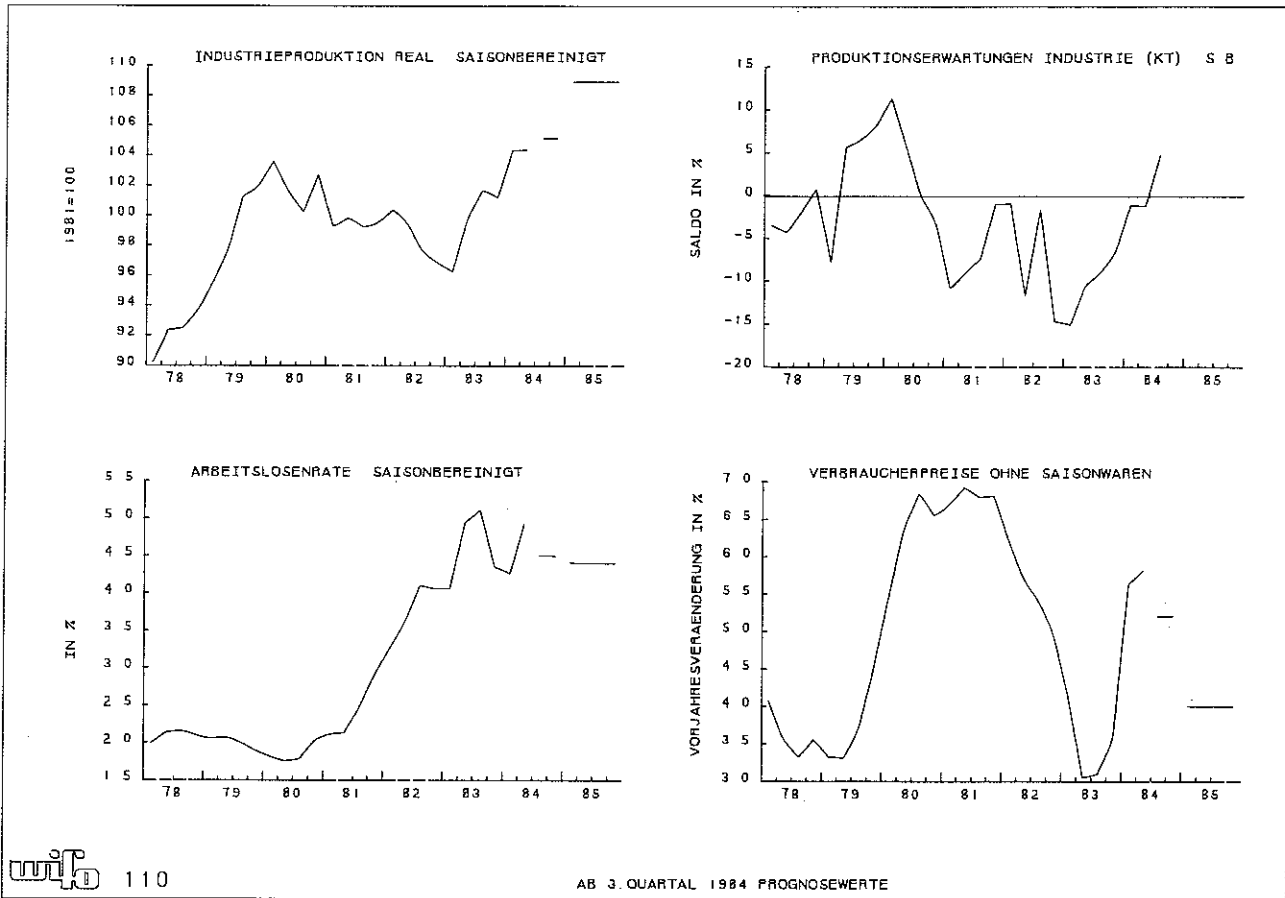 INDUSTRIEPRODUKTION REAL SAISONBEREINIGT
110
108
106
104
102
100
98
96
94
92
90
1981=100
78 79 80 81 82 83 84 85
PRODUKTIONSERWARTUNGEN INDUSTRIE (KT) S B
15
10
5
0
-5
-10
-15
-20
SALDO IN %
78 79 80 81 82 83 84 85
ARBEITSLOSENRATE SAISONBEREINIGT
5 5
5 0
4 5
4 0
3 5
3 0
2 5
2 0
1 5
IN %
78 79 80 81 82 83 84 85
VERBRAUCHERPREISE OHNE SAISONWAREN
7 0
6 5
6 0
5 5
5 0
4 5
4 0
3 5
3 0
VORJAHRESVERAENDERUNG IN %
78 79 80 81 82 83 84 85
wifo 110
AB 3.QUARTAL 1984 PROGNOSEWERTE